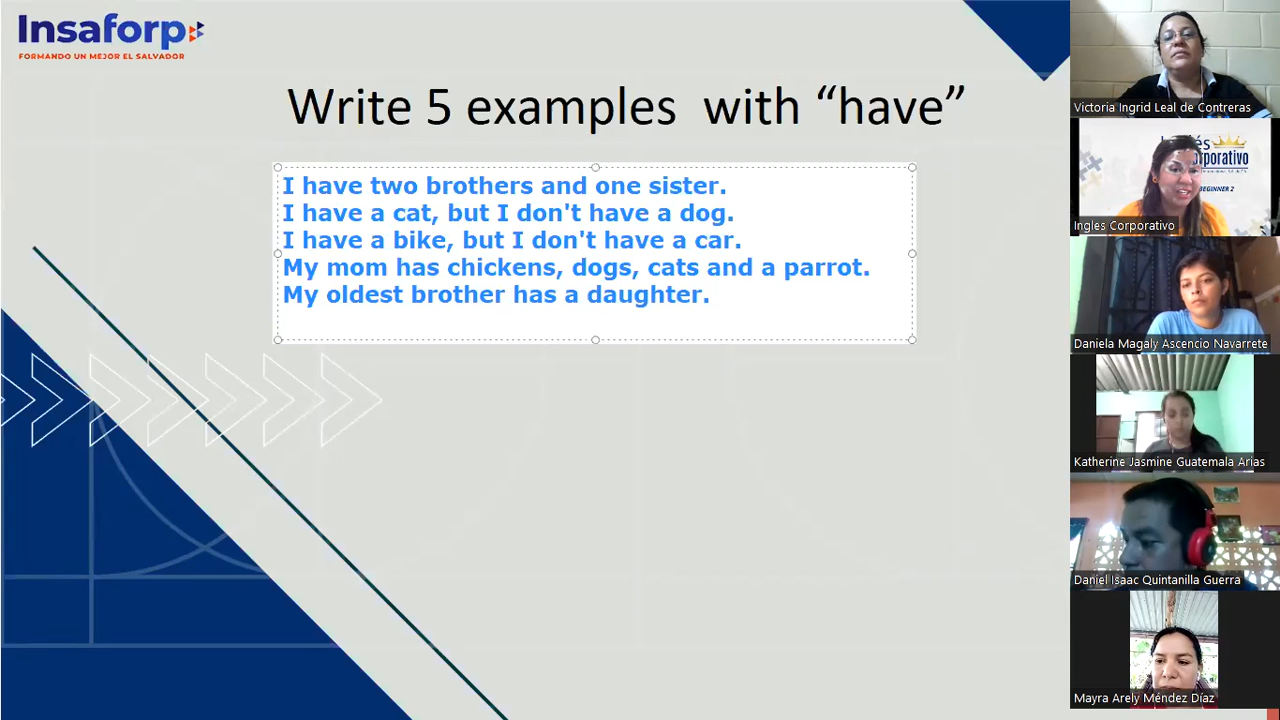 Insaforp
FORMANDO UN MEJOR EL SALVADOR
Write 5 examples with “have”
I have two brothers and one sister.
I have a cat, but I don't have a dog.
I have a bike, but I don't have a car.
My mom has chickens, dogs, cats and a parrot.
My oldest brother has a daughter.
Victoria Ingrid Leal de Contreras
Ingles Corporativo
Daniela Magaly Ascencio Navarrete
Katherine Jasmine Guatemala Arias
Daniel Isaac Quintanilla Guerra
Mayra Arely Méndez Díaz